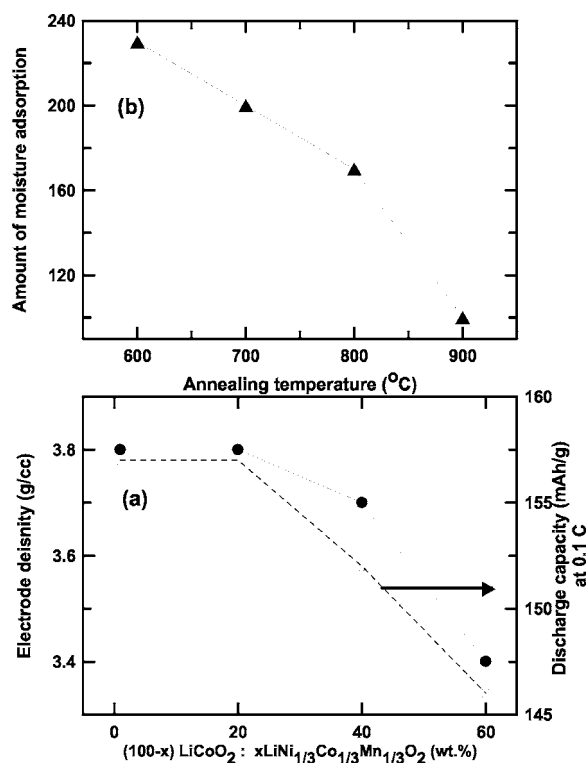 240
200
160
120
Amount of moisture adsorption
(b)
600 700 800 900
Annealing temperature (°C)
3.8
3.6
3.4
Electrode deisnity (g/cc)
(a)
160
155
150
145
Discharge capacity (mAh/g)
at 0.1 C
0 20 40 60
(100-x) LiCoO2 : xLiNi1/3Co1/3Mn1/3O2 (wt.%)